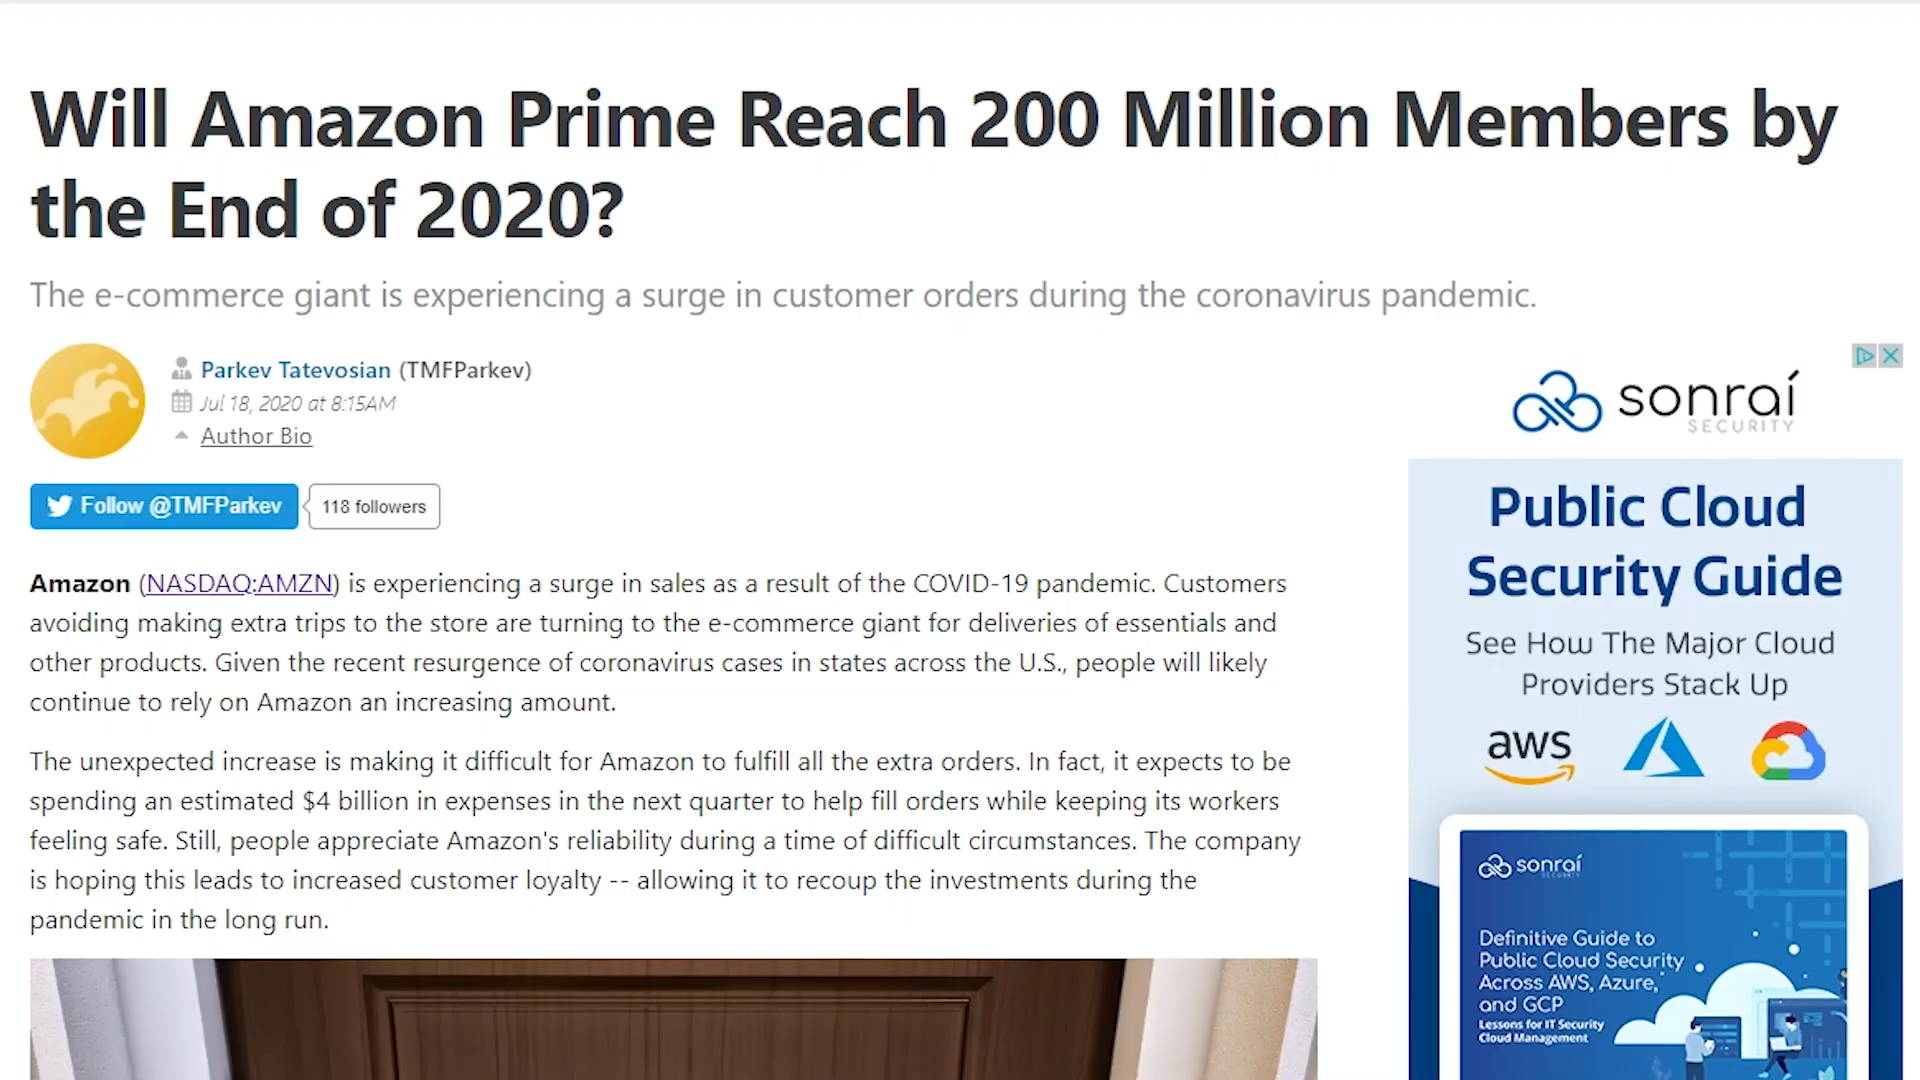 Will Amazon Prime Reach 200 Million Members by
the End of 2020?
The e-commerce giant is experiencing a surge in customer orders during the coronavirus pandemic.
Parkev Tatevosian (TMFParkev)
Jul 18, 2020 at 8:15AM
Author Bio
Follow @TMFParkev
118 followers
Amazon (NASDAQ:AMZN) is experiencing a surge in sales as a result of the COVID-19 pandemic. Customers
avoiding making extra trips to the store are turning to the e-commerce giant for deliveries of essentials and
other products. Given the recent resurgence of coronavirus cases in states across the U.S., people will likely
continue to rely on Amazon an increasing amount.
The unexpected increase is making it difficult for Amazon to fulfill all the extra orders. In fact, it expects to be
spending an estimated $4 billion in expenses in the next quarter to help fill orders while keeping its workers
feeling safe. Still, people appreciate Amazon's reliability during a time of difficult circumstances. The company
is hoping this leads to increased customer loyalty -- allowing it to recoup the investments during the
pandemic in the long run.
sonraí
SECURITY
Public Cloud
Security Guide
See How The Major Cloud
Providers Stack Up
aws
sonraí
SECURITY
Definitive Guide to
Public Cloud Security
Across AWS, Azure,
and GCP
Lessons for IT Security
Cloud Management